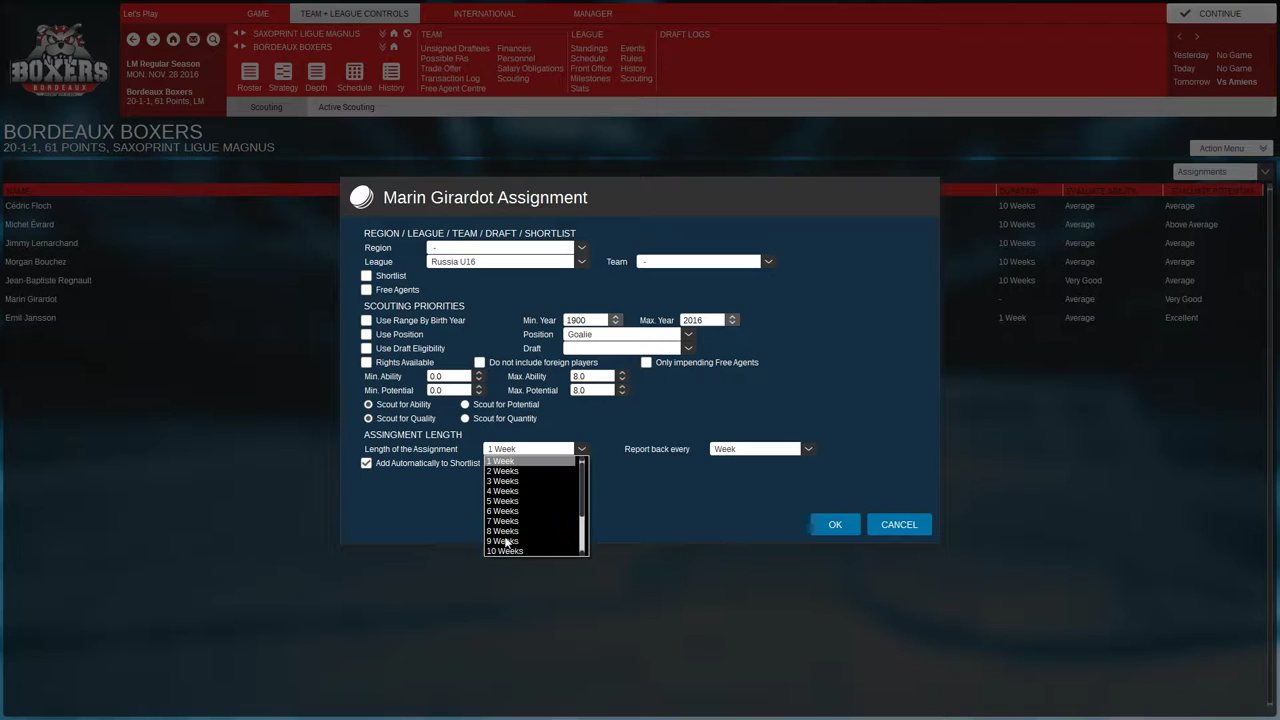 Let's Play
GAME
TEAM + LEAGUE CONTROLS
INTERNATIONAL
MANAGER
CONTINUE
BOXERS
BORDEAUX
LM Regular Season
MON. NOV. 28 2016
Bordeaux Boxers
20-1-1, 61 Points, LM
SAXOPRINT LIGUE MAGNUS
BORDEAUX BOXERS
Roster Strategy Depth Schedule History
TEAM
Unsigned Draftees Finances
Possible FAs Personnel
Trade Offer Salary Obligations
Transaction Log Scouting
Free Agent Centre
LEAGUE
Standings Events
Schedule Rules
Front Office History
Milestones Scouting
Stats
DRAFT LOGS
Yesterday No Game
Today No Game
Tomorrow Vs Amiens
Scouting Active Scouting
BORDEAUX BOXERS
20-1-1, 61 POINTS, SAXOPRINT LIGUE MAGNUS
Action Menu
Assignments
NAME DURATION EVALUATE ABILITY EVALUATE POTENTIAL
Cédric Floch 10 Weeks Average Average
Michel Évrard 10 Weeks Average Above Average
Jimmy Lemarchand 10 Weeks Average Average
Morgan Bouchez 10 Weeks Average Average
Jean-Baptiste Regnault 10 Weeks Very Good Average
Marin Girardot - Average Very Good
Emil Jansson 1 Week Average Excellent
Marin Girardot Assignment
REGION / LEAGUE / TEAM / DRAFT / SHORTLIST
Region -
League Russia U16 Team -
Shortlist
Free Agents
SCOUTING PRIORITIES
Use Range By Birth Year Min. Year 1900 Max. Year 2016
Use Position Position Goalie
Use Draft Eligibility Draft
Rights Available Do not include foreign players Only impending Free Agents
Min. Ability 0.0 Max. Ability 8.0
Min. Potential 0.0 Max. Potential 8.0
Scout for Ability Scout for Potential
Scout for Quality Scout for Quantity
ASSINGMENT LENGTH
Length of the Assignment 1 Week Report back every Week
Add Automatically to Shortlist
1 Week
2 Weeks
3 Weeks
4 Weeks
5 Weeks
6 Weeks
7 Weeks
8 Weeks
9 Weeks
10 Weeks
OK CANCEL